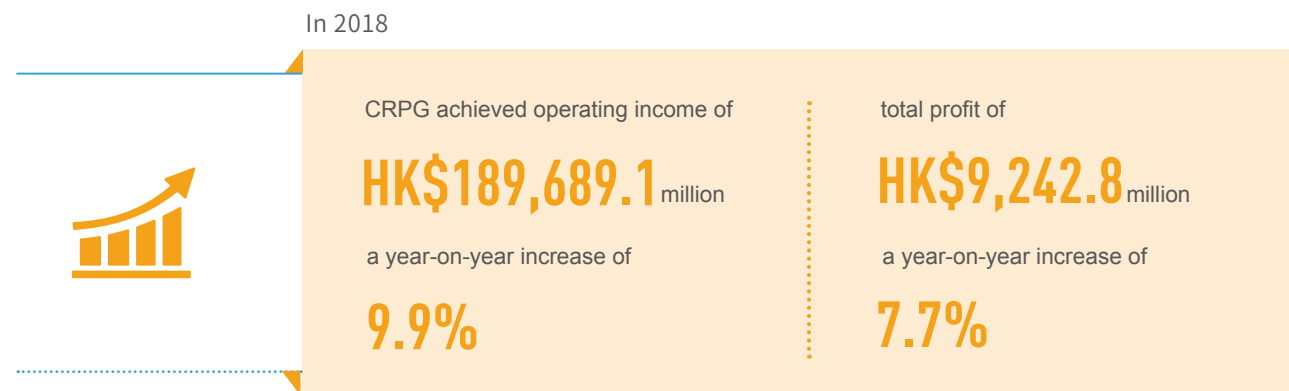 In 2018
CRPG achieved operating income of
HK$189,689.1 million
a year-on-year increase of
9.9%
total profit of
HK$9,242.8 million
a year-on-year increase of
7.7%